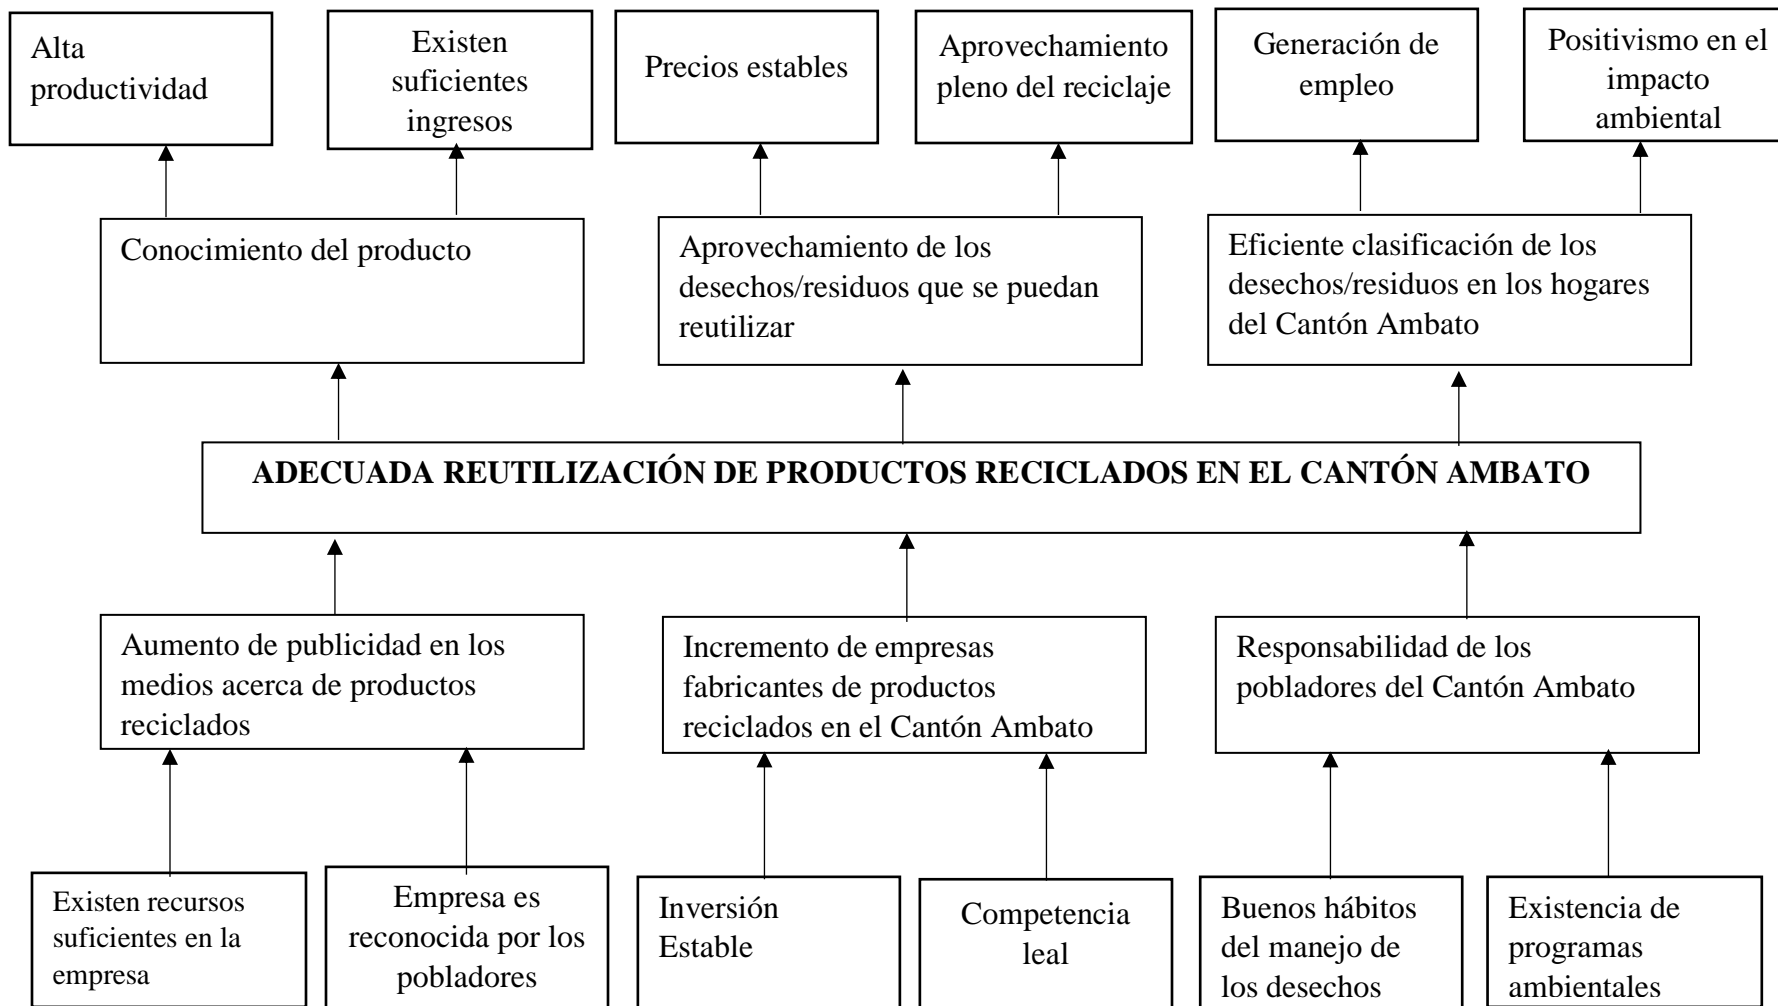 Alta
productividad
Existen
suficientes
ingresos
Precios estables
Aprovechamiento
pleno del reciclaje
Generación de
empleo
Positivismo en el
impacto
ambiental
Conocimiento del producto
Aprovechamiento de los
desechos/residuos que se puedan
reutilizar
Eficiente clasificación de los
desechos/residuos en los hogares
del Cantón Ambato
ADECUADA REUTILIZACIÓN DE PRODUCTOS RECICLADOS EN EL CANTÓN AMBATO
Aumento de publicidad en los
medios acerca de productos
reciclados
Incremento de empresas
fabricantes de productos
reciclados en el Cantón Ambato
Responsabilidad de los
pobladores del Cantón Ambato
Existen recursos
suficientes en la
empresa
Empresa es
reconocida por los
pobladores
Inversión
Estable
Competencia
leal
Buenos hábitos
del manejo de
los desechos
Existencia de
programas
ambientales